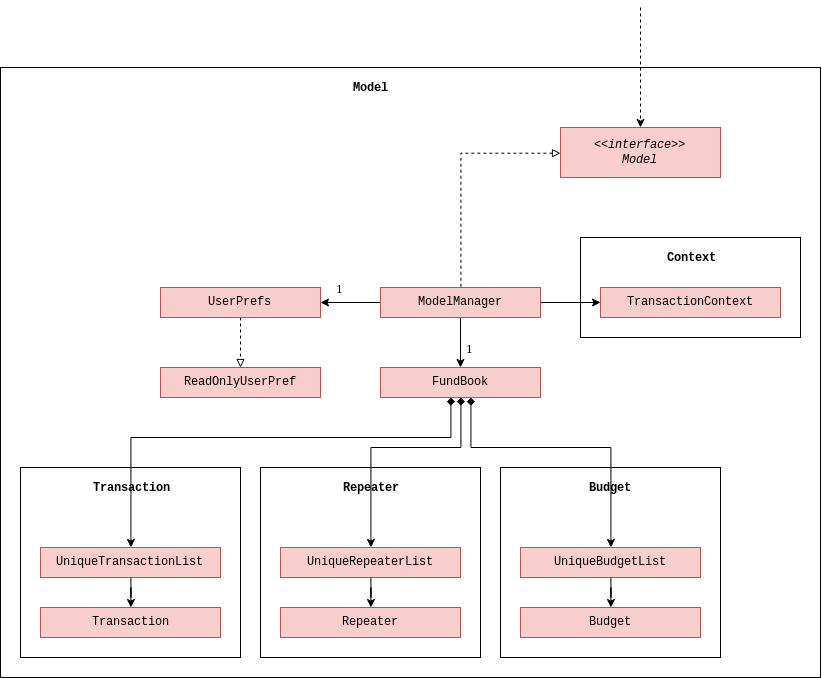 Model
<<interface>>
Model
Context
UserPrefs
1
ModelManager
TransactionContext
1
ReadOnlyUserPref
FundBook
Transaction
Repeater
Budget
UniqueTransactionList
UniqueRepeaterList
UniqueBudgetList
Transaction
Repeater
Budget